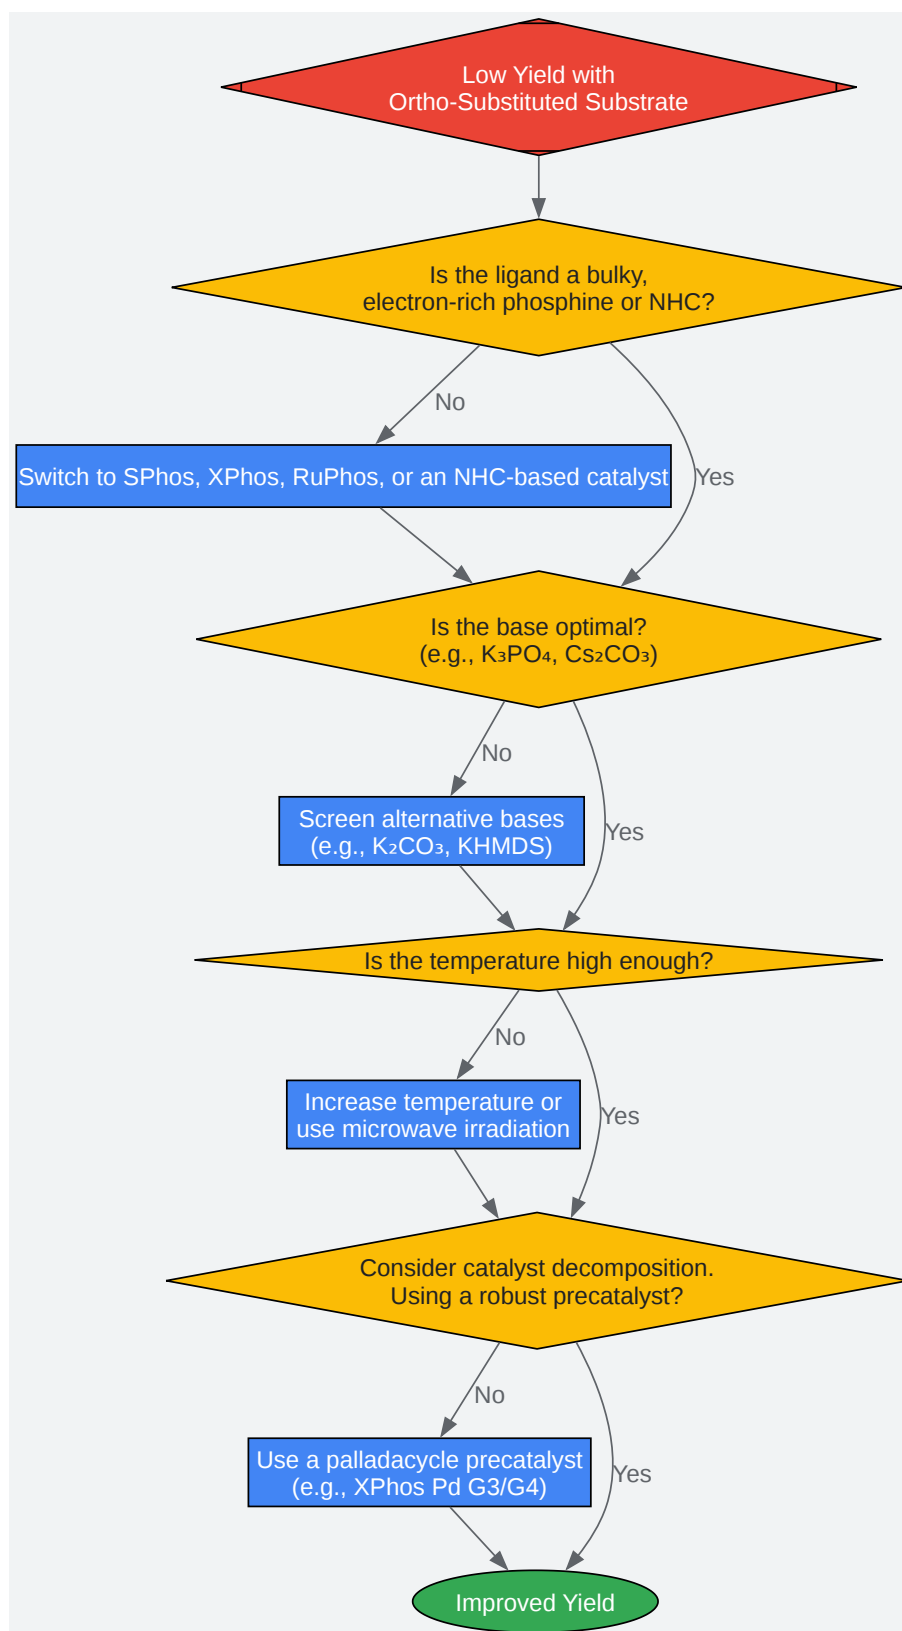 Low Yield with
Ortho-Substituted Substrate
Is the ligand a bulky,
electron-rich phosphine or NHC?
No
Switch to SPhos, XPhos, RuPhos, or an NHC-based catalyst
Yes
Is the base optimal?
(e.g., K₃PO₄, Cs₂CO₃)
No
Screen alternative bases
(e.g., K₂CO₃, KHMDS)
Yes
Is the temperature high enough?
No
Increase temperature or
use microwave irradiation
Yes
Consider catalyst decomposition.
Using a robust precatalyst?
No
Use a palladacycle precatalyst
(e.g., XPhos Pd G3/G4)
Yes
Improved Yield